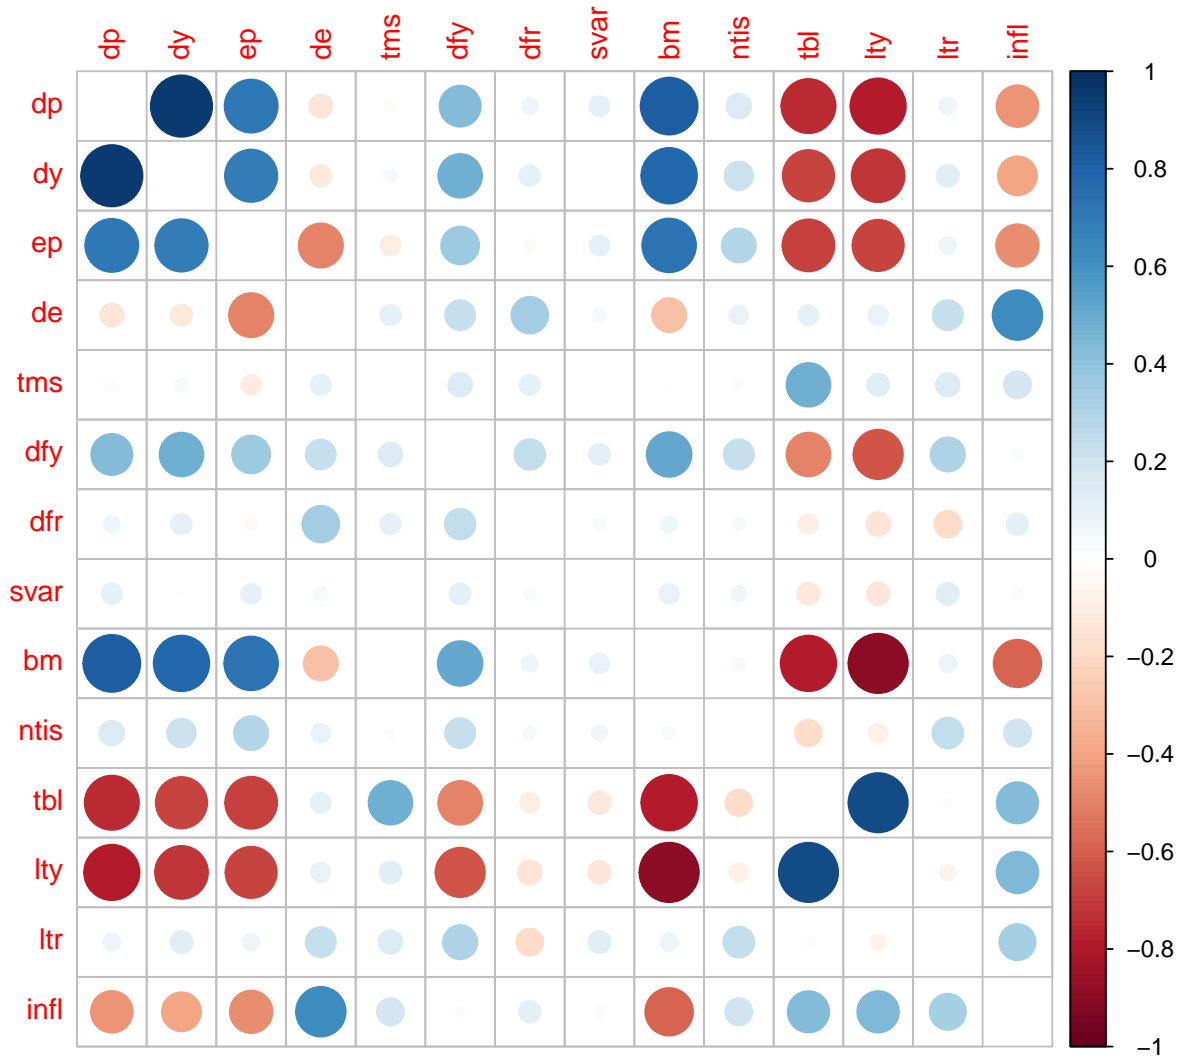 dp dy ep de tms dfy dfr svar bm ntis tbl lty ltr infl
dp
dy
ep
de
tms
dfy
dfr
svar
bm
ntis
tbl
lty
ltr
infl
1
0.8
0.6
0.4
0.2
0
−0.2
−0.4
−0.6
−0.8
−1